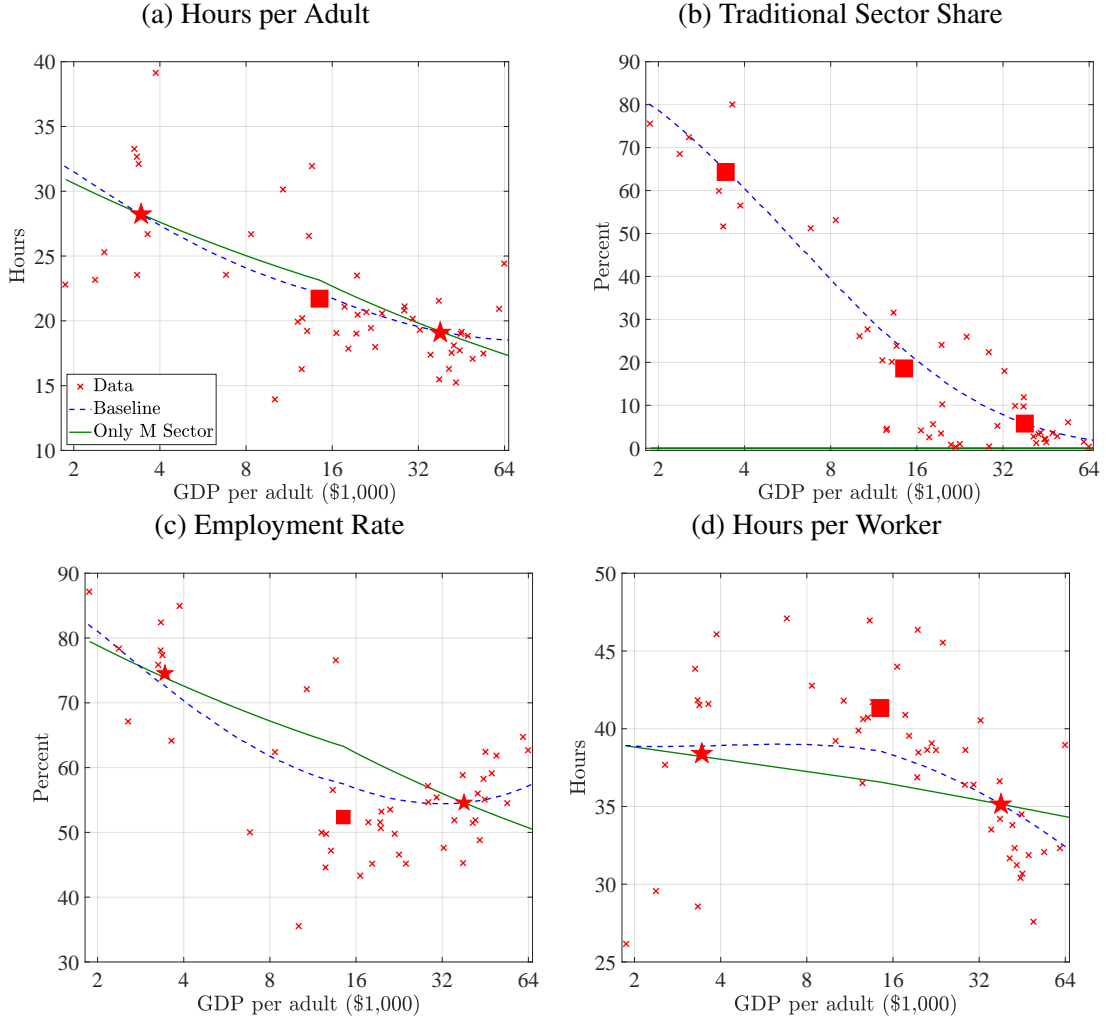 (a) Hours per Adult
40
35
30
25
20
15
10
Hours
Data
Baseline
Only M Sector
2 4 8 16 32 64
GDP per adult ($1,000)
(b) Traditional Sector Share
90
80
70
60
50
40
30
20
10
0
Percent
2 4 8 16 32 64
GDP per adult ($1,000)
(c) Employment Rate
90
80
70
60
50
40
30
Percent
2 4 8 16 32 64
GDP per adult ($1,000)
(d) Hours per Worker
50
45
40
35
30
25
Hours
2 4 8 16 32 64
GDP per adult ($1,000)